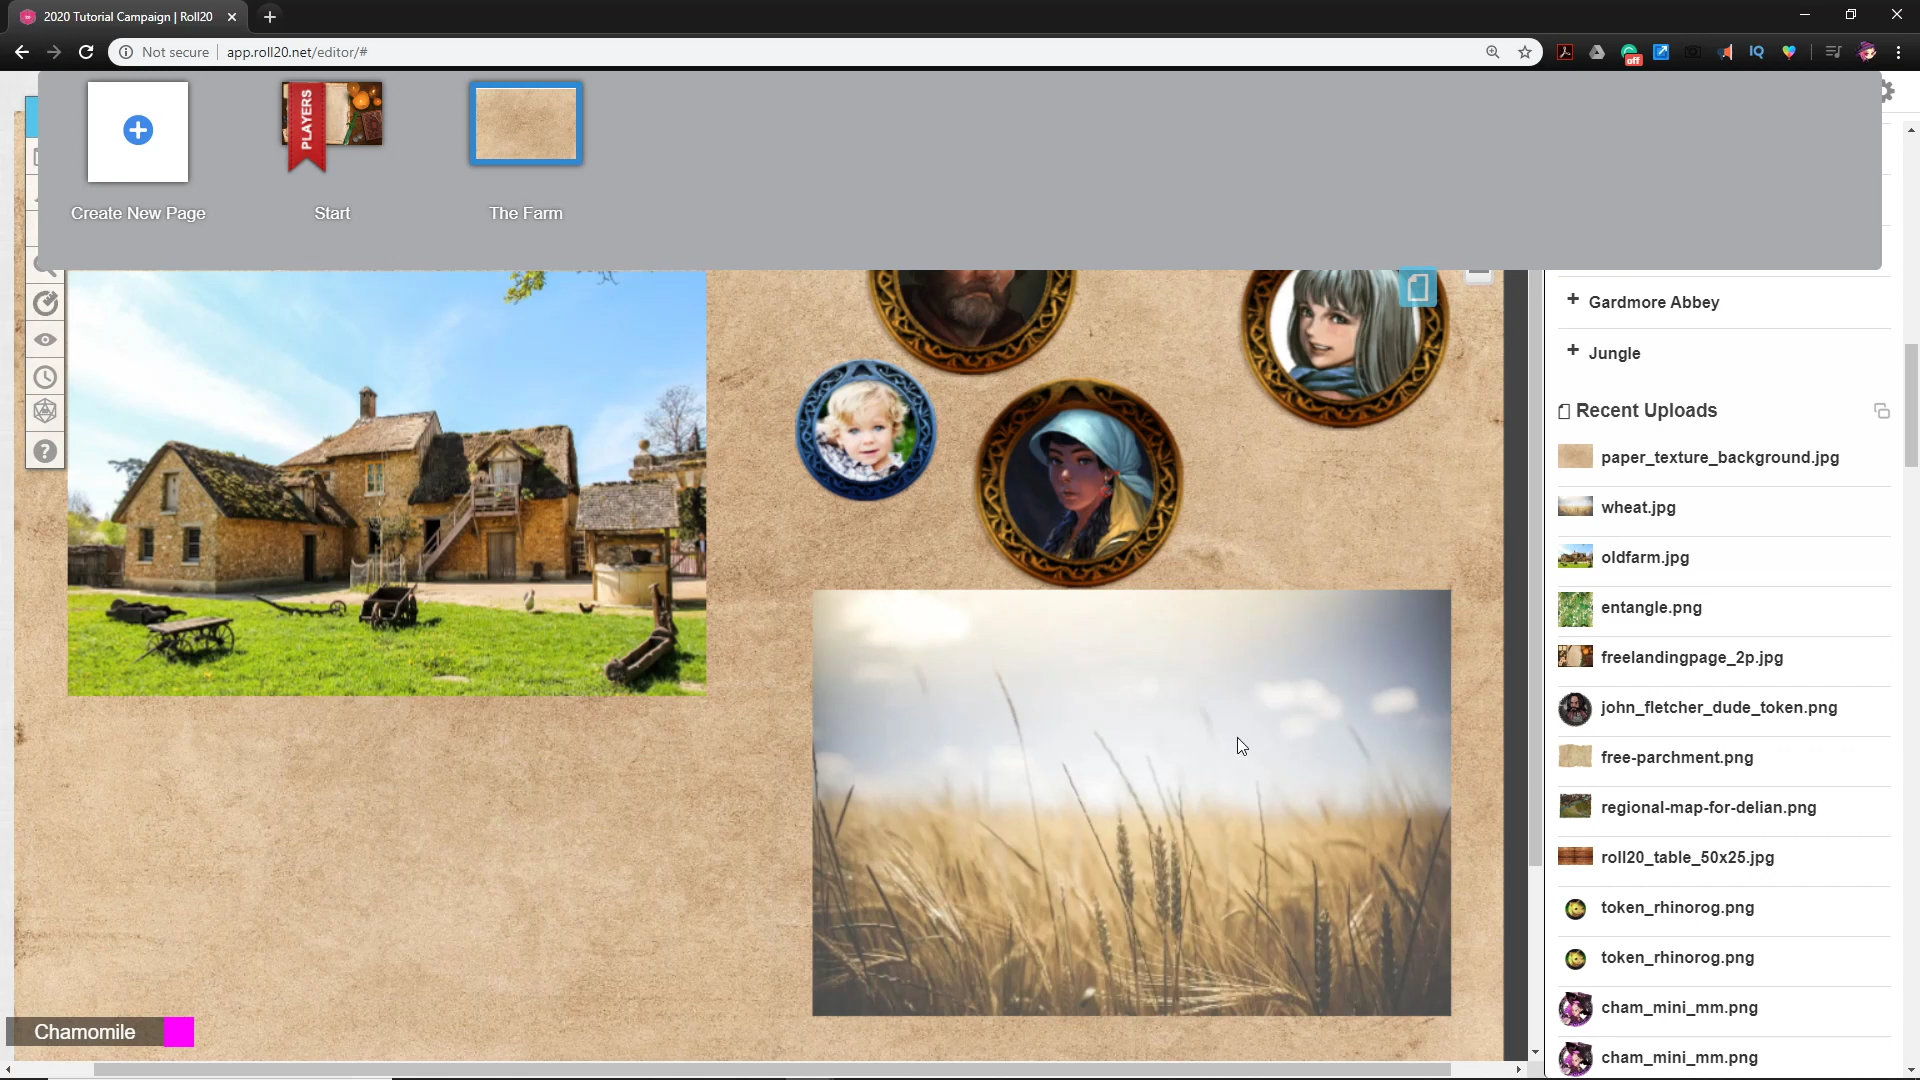 2020 Tutorial Campaign | Roll20
Not secure
app.roll20.net/editor/#
off
IQ
PLAYERS
Create New Page
Start
The Farm
Gardmore Abbey
Jungle
Recent Uploads
paper_texture_background.jpg
wheat.jpg
oldfarm.jpg
entangle.png
freelandingpage_2p.jpg
john_fletcher_dude_token.png
free-parchment.png
regional-map-for-delian.png
roll20_table_50x25.jpg
token_rhinorog.png
token_rhinorog.png
cham_mini_mm.png
cham_mini_mm.png
Chamomile